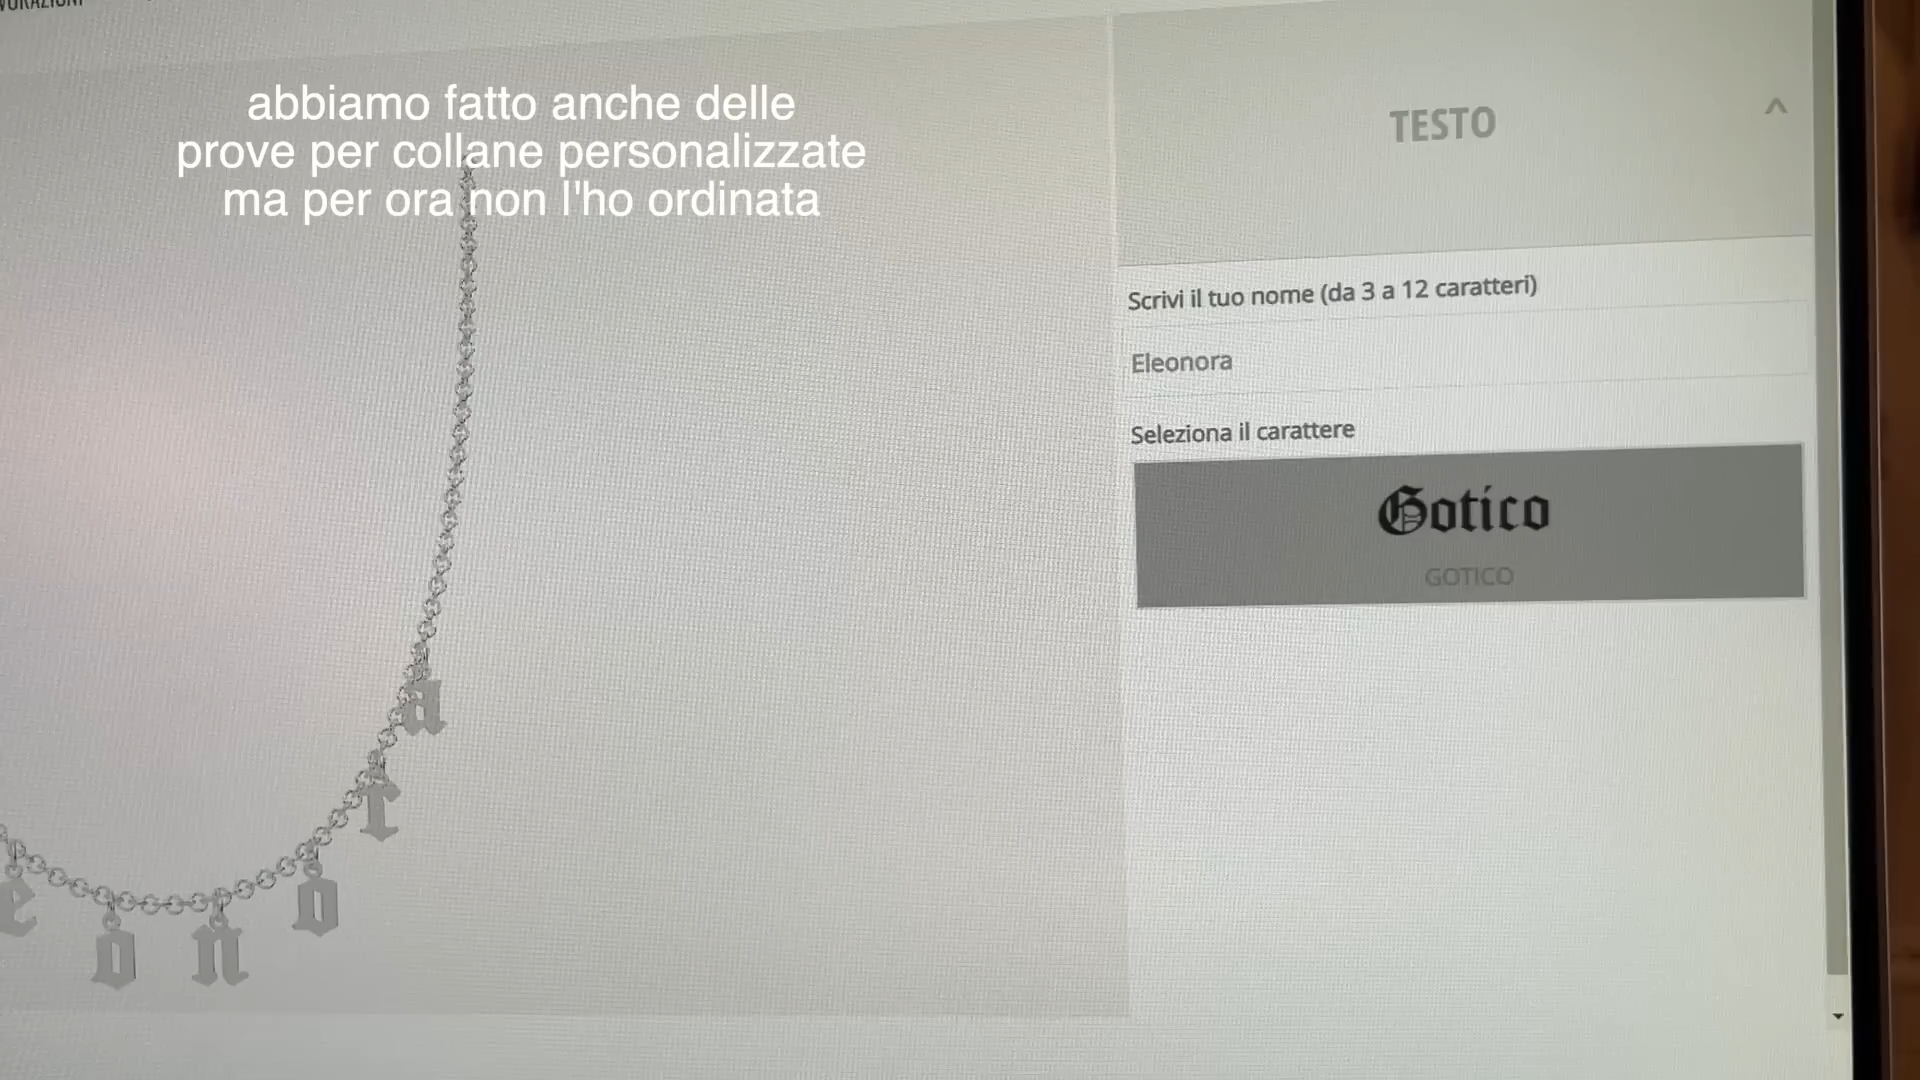 abbiamo fatto anche delle
prove per collane personalizzate
ma per ora non l'ho ordinata
TESTO
Scrivi il tuo nome (da 3 a 12 caratteri)
Eleonora
Seleziona il carattere
Gotico
GOTICO
e o n o r a